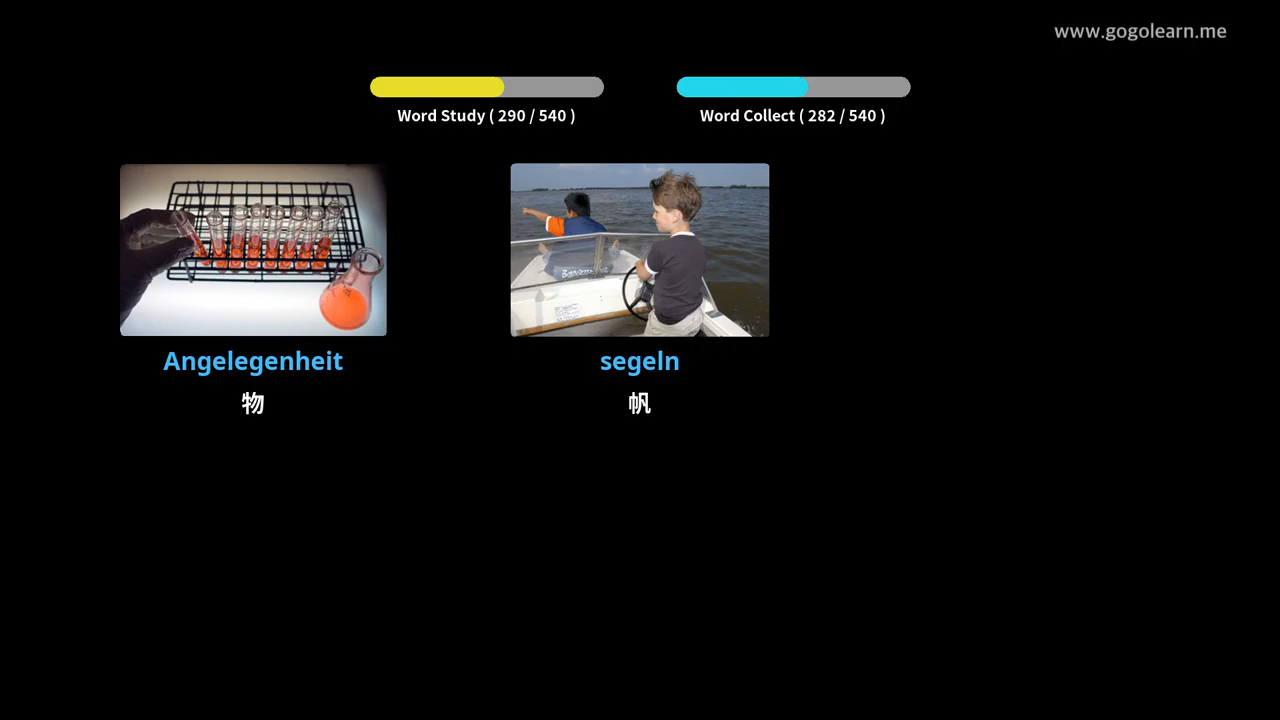 www.gogolearn.me
Word Study ( 290 / 540 )
Word Collect ( 282 / 540 )
Angelegenheit
segeln
物
帆